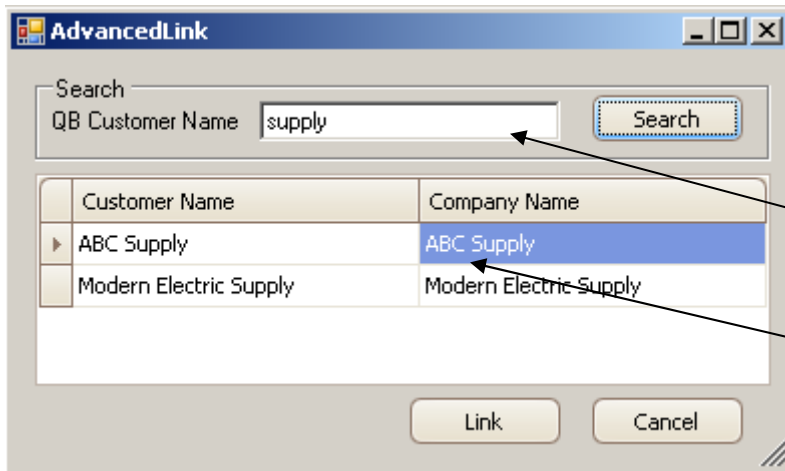 AdvancedLink
Search
QB Customer Name supply Search
Customer Name Company Name
ABC Supply ABC Supply
Modern Electric Supply Modern Electric Supply
Link Cancel